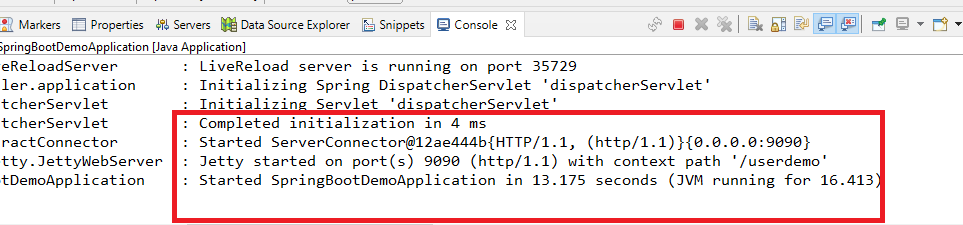 Markers Properties Servers Data Source Explorer Snippets Console
SpringBootDemoApplication [Java Application]
eReloadServer : LiveReload server is running on port 35729
ller.application : Initializing Spring DispatcherServlet 'dispatcherServlet'
tcherServlet : Initializing Servlet 'dispatcherServlet'
tcherServlet : Completed initialization in 4 ms
ractConnector : Started ServerConnector@12ae444b{HTTP/1.1, (http/1.1)}{0.0.0.0:9090}
tty.JettyWebServer : Jetty started on port(s) 9090 (http/1.1) with context path '/userdemo'
otDemoApplication : Started SpringBootDemoApplication in 13.175 seconds (JVM running for 16.413)